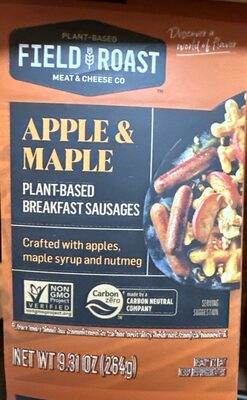 PLANT-BASED
FIELD ROAST
MEAT & CHEESE CO
Discover a
world of flavor
APPLE &
MAPLE
PLANT-BASED
BREAKFAST SAUSAGES
Crafted with apples,
maple syrup and nutmeg
NON
GMO
Project
VERIFIED
nongmoproject.org
Carbon
zero
made by a
CARBON NEUTRAL
COMPANY
SERVING
SUGGESTION
NET WT 9.31 OZ (264g)